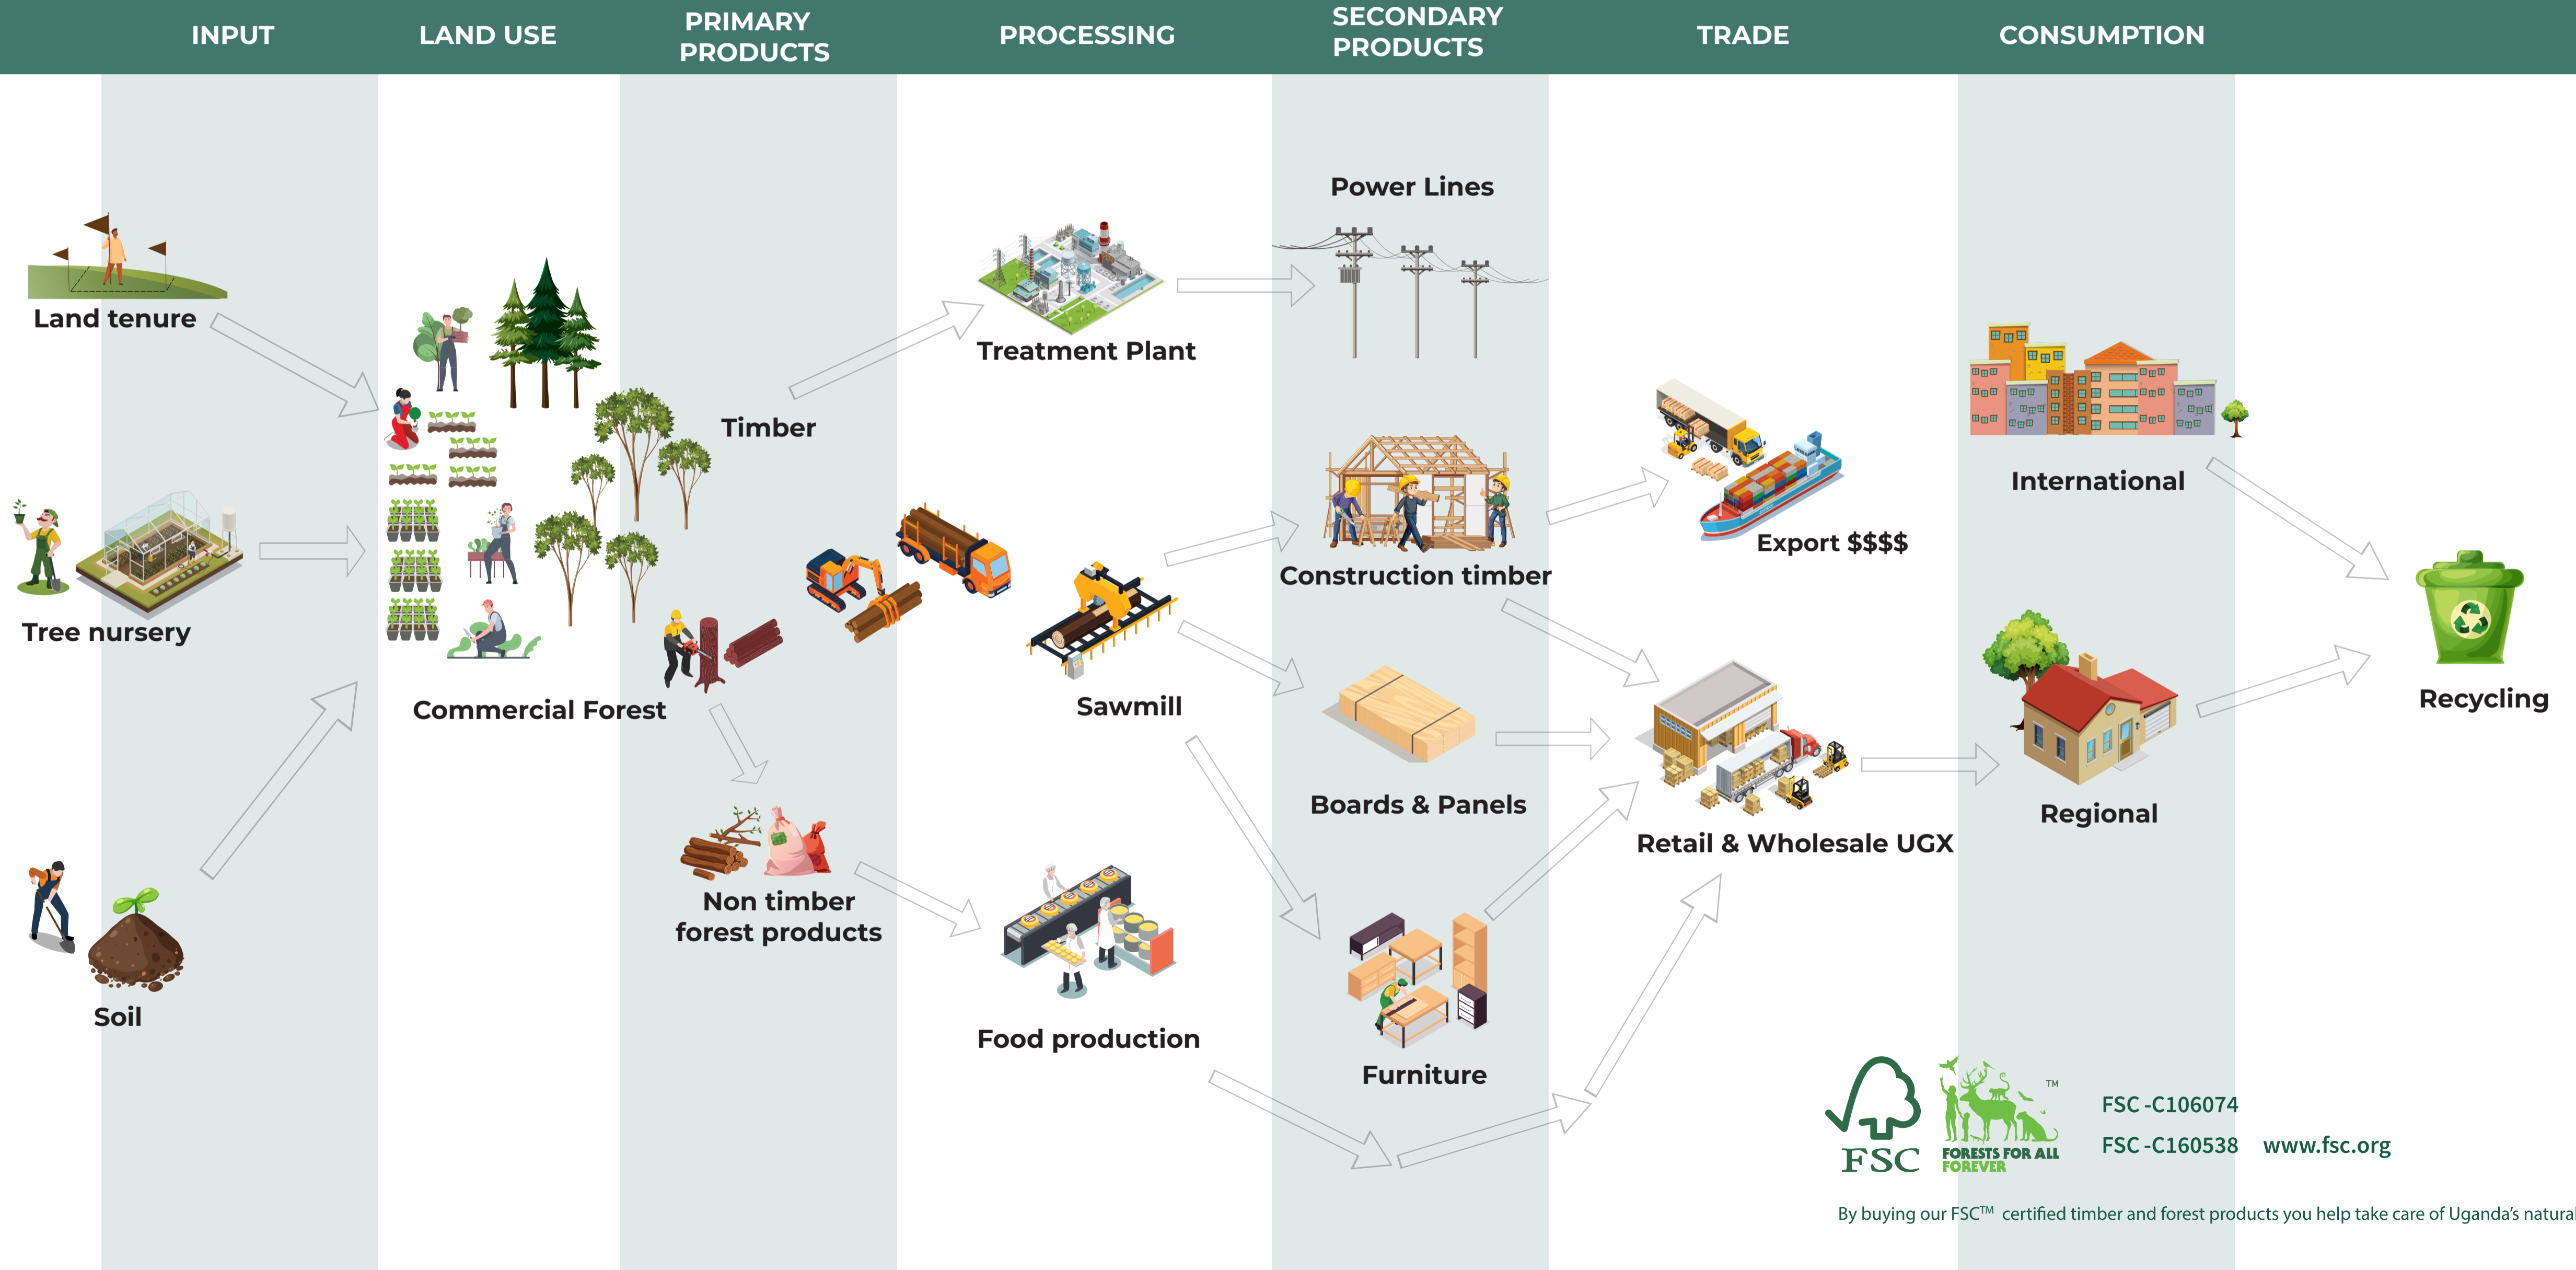 INPUT
LAND USE
PRIMARY
PRODUCTS
PROCESSING
SECONDARY
PRODUCTS
TRADE
CONSUMPTION
Land tenure
Tree nursery
Soil
Commercial Forest
Timber
Non timber
forest products
Treatment Plant
Sawmill
Food production
Power Lines
Construction timber
Boards & Panels
Furniture
Export $$$$
Retail & Wholesale UGX
International
Regional
Recycling
FSC
FORESTS FOR ALL
FOREVER
TM
FSC -C106074
FSC -C160538 www.fsc.org
By buying our FSC™ certified timber and forest products you help take care of Uganda’s natural